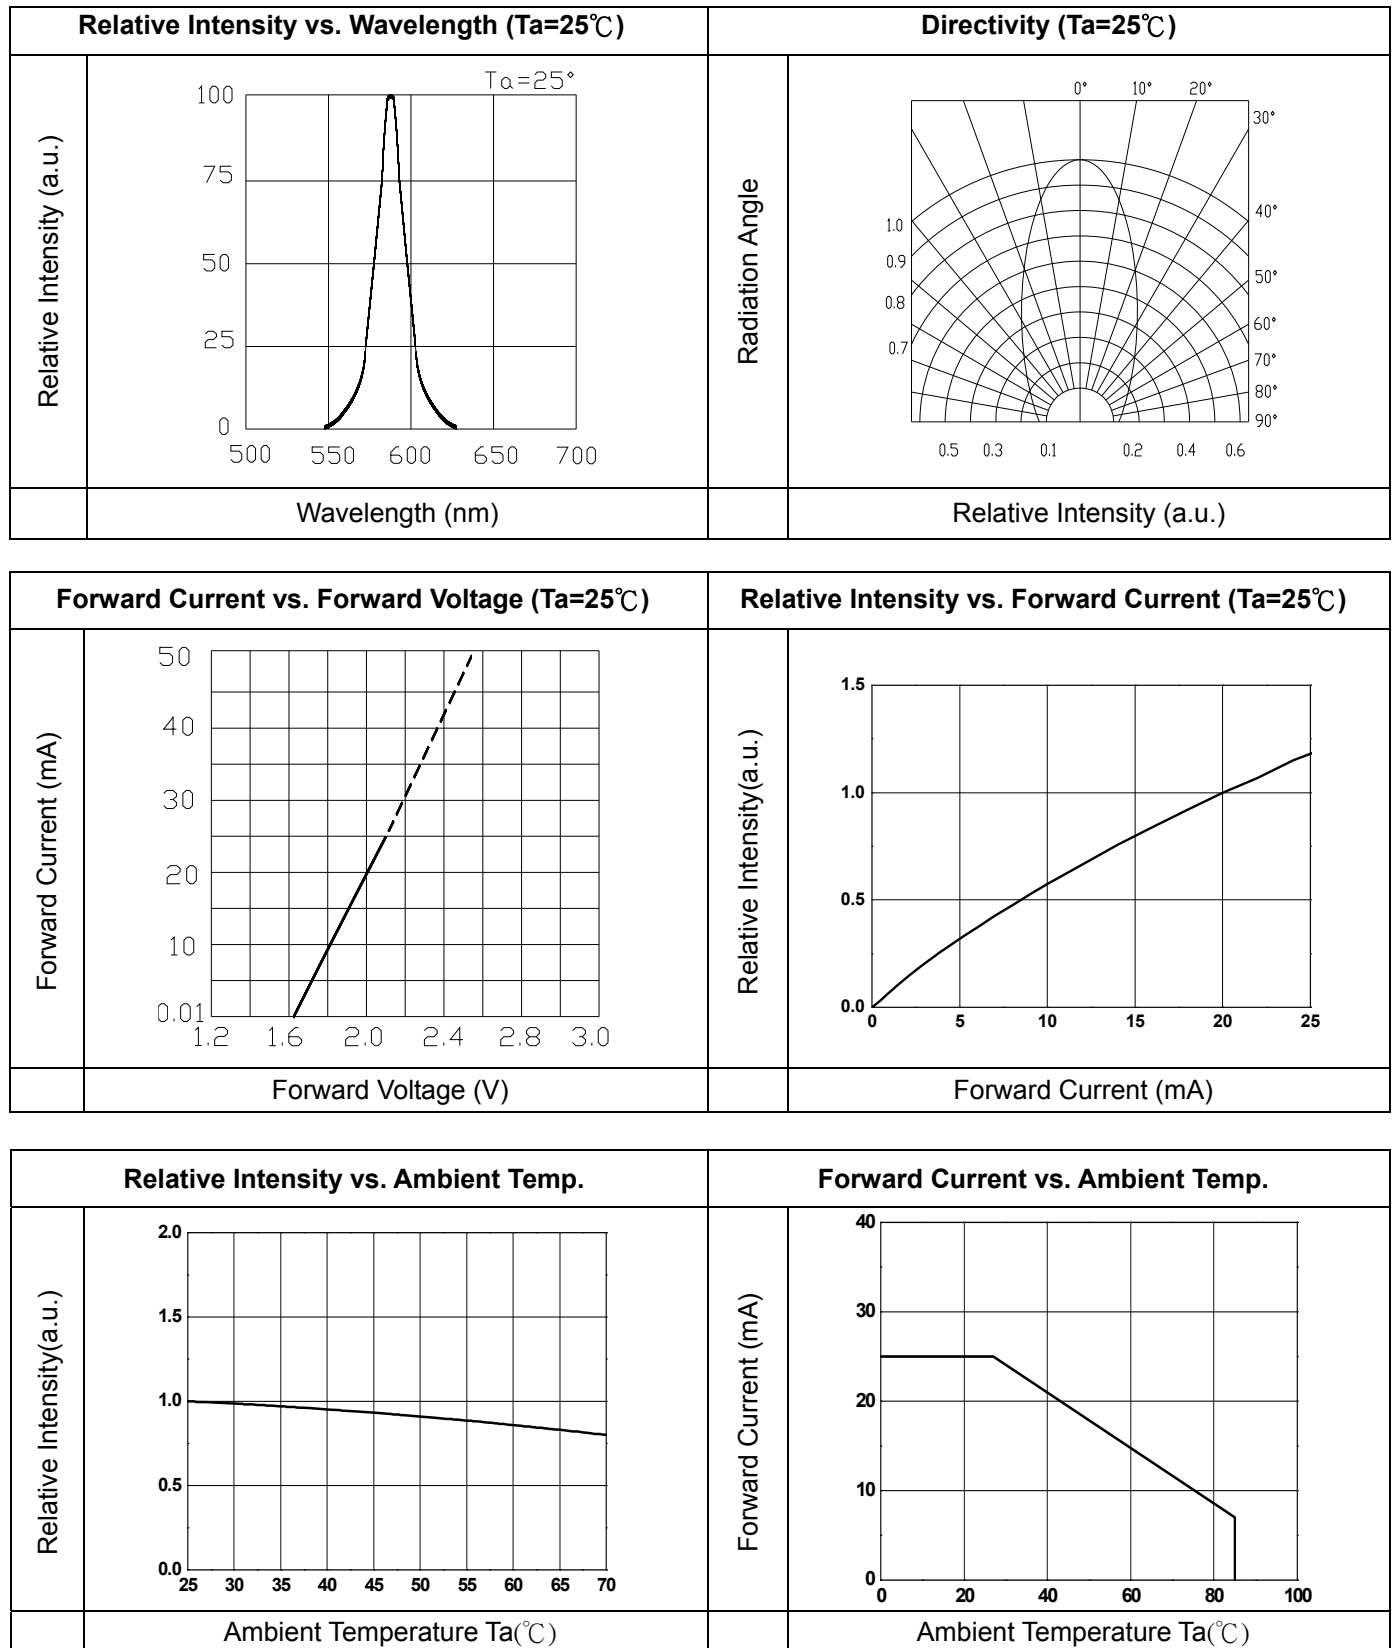 Relative Intensity vs. Wavelength (Ta=25℃)
Directivity (Ta=25℃)
Relative Intensity (a.u.)
Ta=25°
100
75
50
25
0
500 550 600 650 700
Wavelength (nm)
Radiation Angle
0° 10° 20°
30°
40°
50°
60°
70°
80°
90°
1.0
0.9
0.8
0.7
0.5 0.3 0.1 0.2 0.4 0.6
Relative Intensity (a.u.)
Forward Current vs. Forward Voltage (Ta=25℃)
Relative Intensity vs. Forward Current (Ta=25℃)
Forward Current (mA)
50
40
30
20
10
0.01
1.2 1.6 2.0 2.4 2.8 3.0
Forward Voltage (V)
Relative Intensity(a.u.)
1.5
1.0
0.5
0.0
0 5 10 15 20 25
Forward Current (mA)
Relative Intensity vs. Ambient Temp.
Forward Current vs. Ambient Temp.
Relative Intensity(a.u.)
2.0
1.5
1.0
0.5
0.0
25 30 35 40 45 50 55 60 65 70
Ambient Temperature Ta(℃)
Forward Current (mA)
40
30
20
10
0
0 20 40 60 80 100
Ambient Temperature Ta(℃)